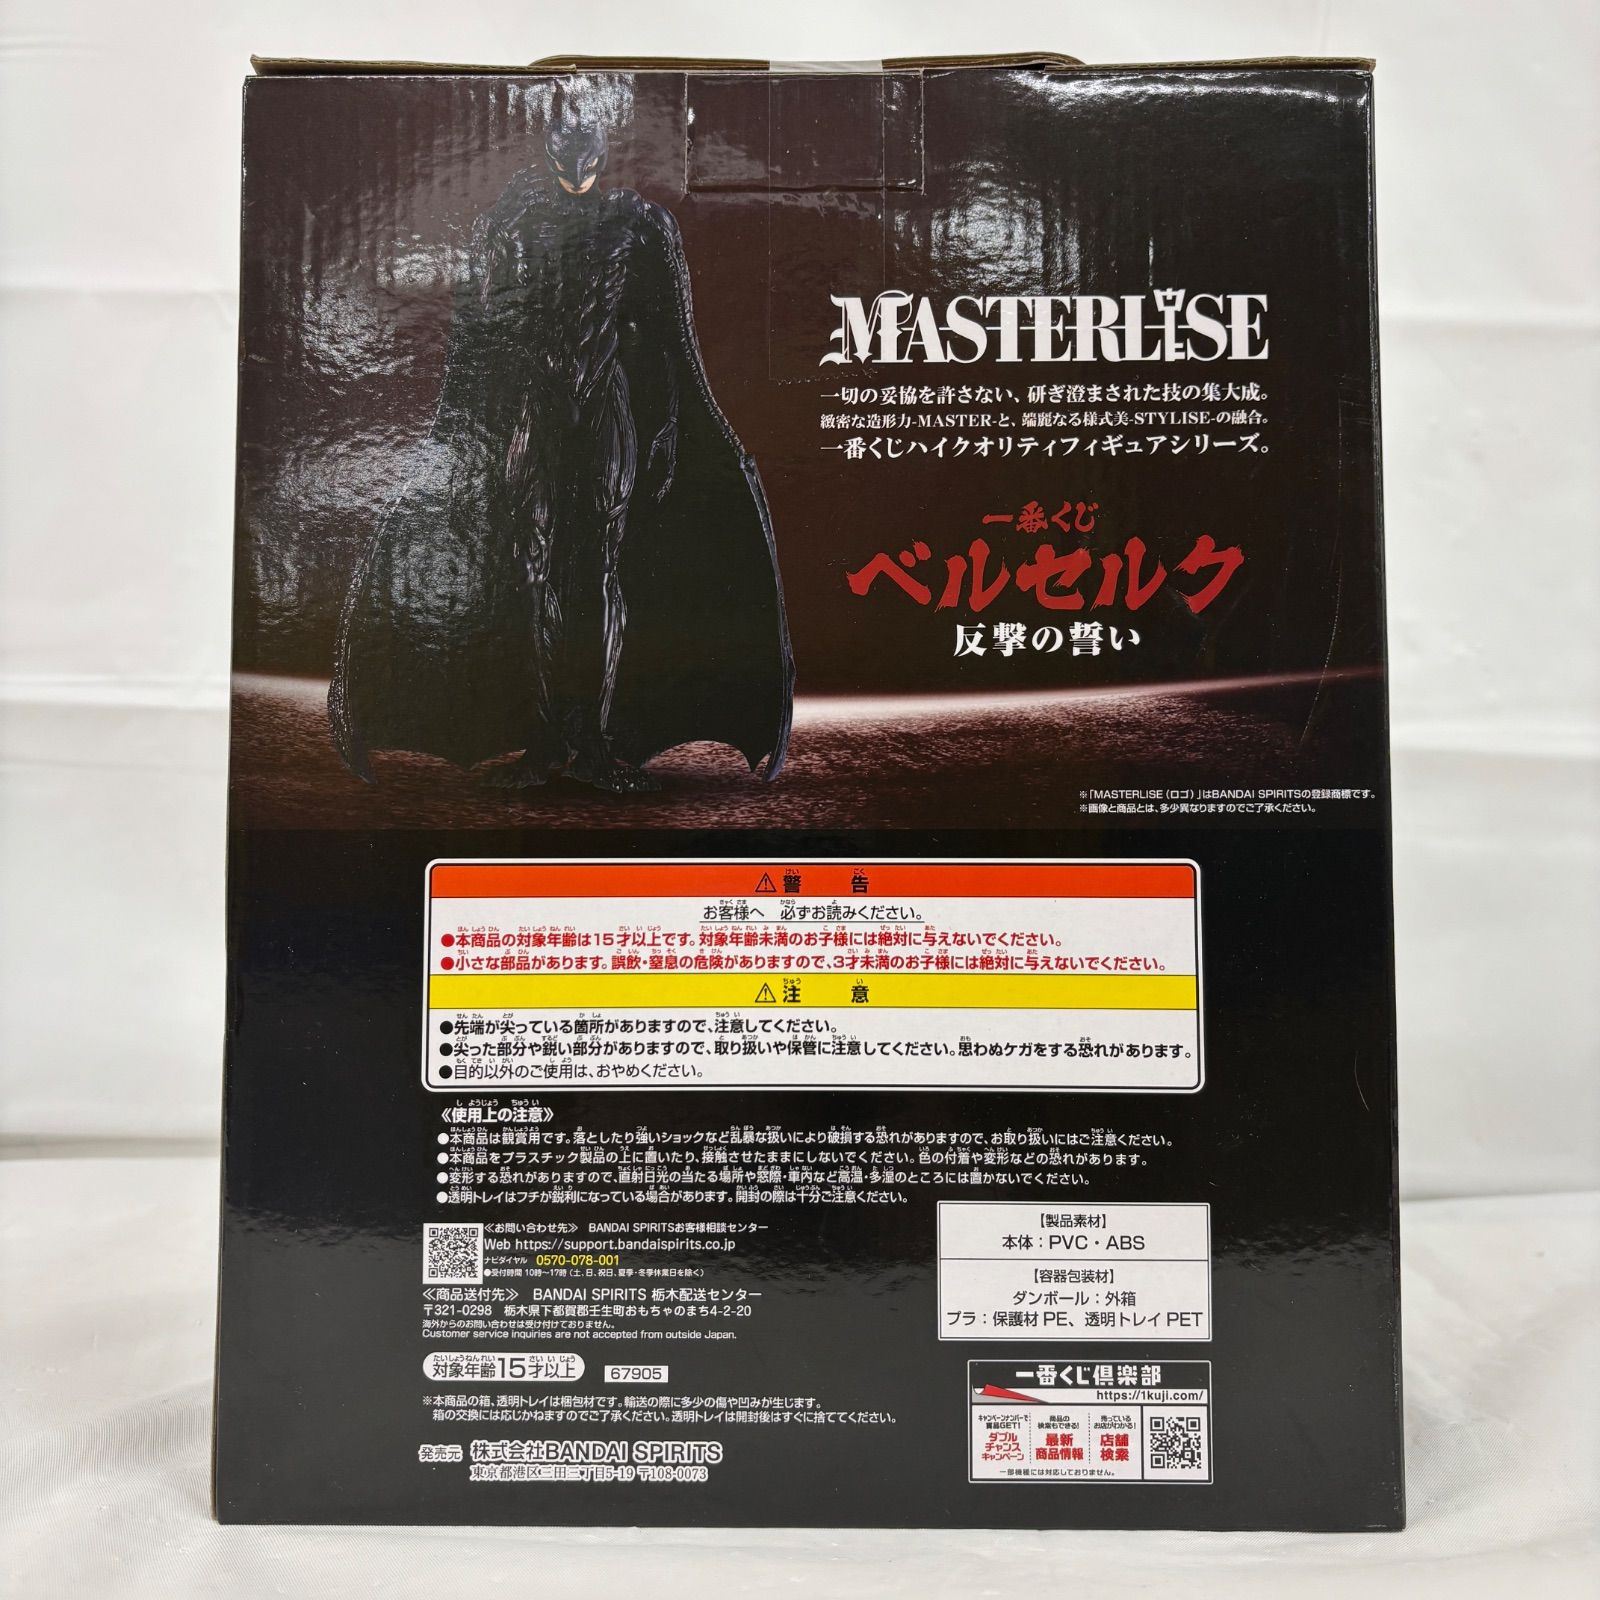 MASTERLISE
一切の妥協を許さない、研ぎ澄まされた技の集大成。
緻密な造形力-MASTER-と、端麗なる様式美-STYLISE-の融合。
一番くじハイクオリティフィギュアシリーズ。
一番くじ
ベルセルク
反撃の誓い
※「MASTERLISE(ロゴ)」はBANDAI SPIRITSの登録商標です。
※画像と商品とは、多少異なりますのでご了承ください。
⚠警告
お客様へ 必ずお読みください。
●本商品の対象年齢は15才以上です。対象年齢未満のお子様には絶対に与えないでください。
●小さな部品があります。誤飲・窒息の危険がありますので、3才未満のお子様には絶対に与えないでください。
⚠注意
●先端が尖っている箇所がありますので、注意してください。
●尖った部分や鋭い部分がありますので、取り扱いや保管に注意してください。思わぬケガをする恐れがあります。
●目的以外のご使用は、おやめください。
《使用上の注意》
●本商品は観賞用です。落としたり強いショックなど乱暴な扱いにより破損する恐れがありますので、お取り扱いにはご注意ください。
●本商品をプラスチック製品の上に置いたり、接触させたままにしないでください。色の付着や変形などの恐れがあります。
●変形する恐れがありますので、直射日光の当たる場所や窓際・車内など高温・多湿のところには置かないでください。
●透明トレイはフチが鋭利になっている場合があります。開封の際は十分ご注意ください。
≪お問い合わせ先≫ BANDAI SPIRITSお客様相談センター
Web https://support.bandaispirits.co.jp
ナビダイヤル 0570-078-001
●受付時間 10時～17時(土、日、祝日、夏季・冬季休業日を除く)
≪商品送付先≫ BANDAI SPIRITS 栃木配送センター
〒321-0298 栃木県下都賀郡壬生町おもちゃのまち4-2-20
海外からのお問い合わせは受け付けておりません。
Customer service inquiries are not accepted from outside Japan.
対象年齢15才以上
67905
※本商品の箱、透明トレイは梱包材です。輸送の際に多少の傷や凹みが生じます。
箱の交換には応じかねますのでご了承ください。透明トレイは開封後はすぐに捨ててください。
発売元 株式会社BANDAI SPIRITS
東京都港区三田三丁目5-19 〒108-0073
【製品素材】
本体：PVC・ABS
【容器包装材】
ダンボール：外箱
プラ：保護材 PE、透明トレイ PET
一番くじ倶楽部
https://1kuji.com/
キャンペーンナンバーで
賞品GET!
ダブル
チャンス
キャンペーン
商品の
検索もできる!
最新
商品情報
売っている
お店がわかる!
店舗
検索
一部機種には対応しておりません。